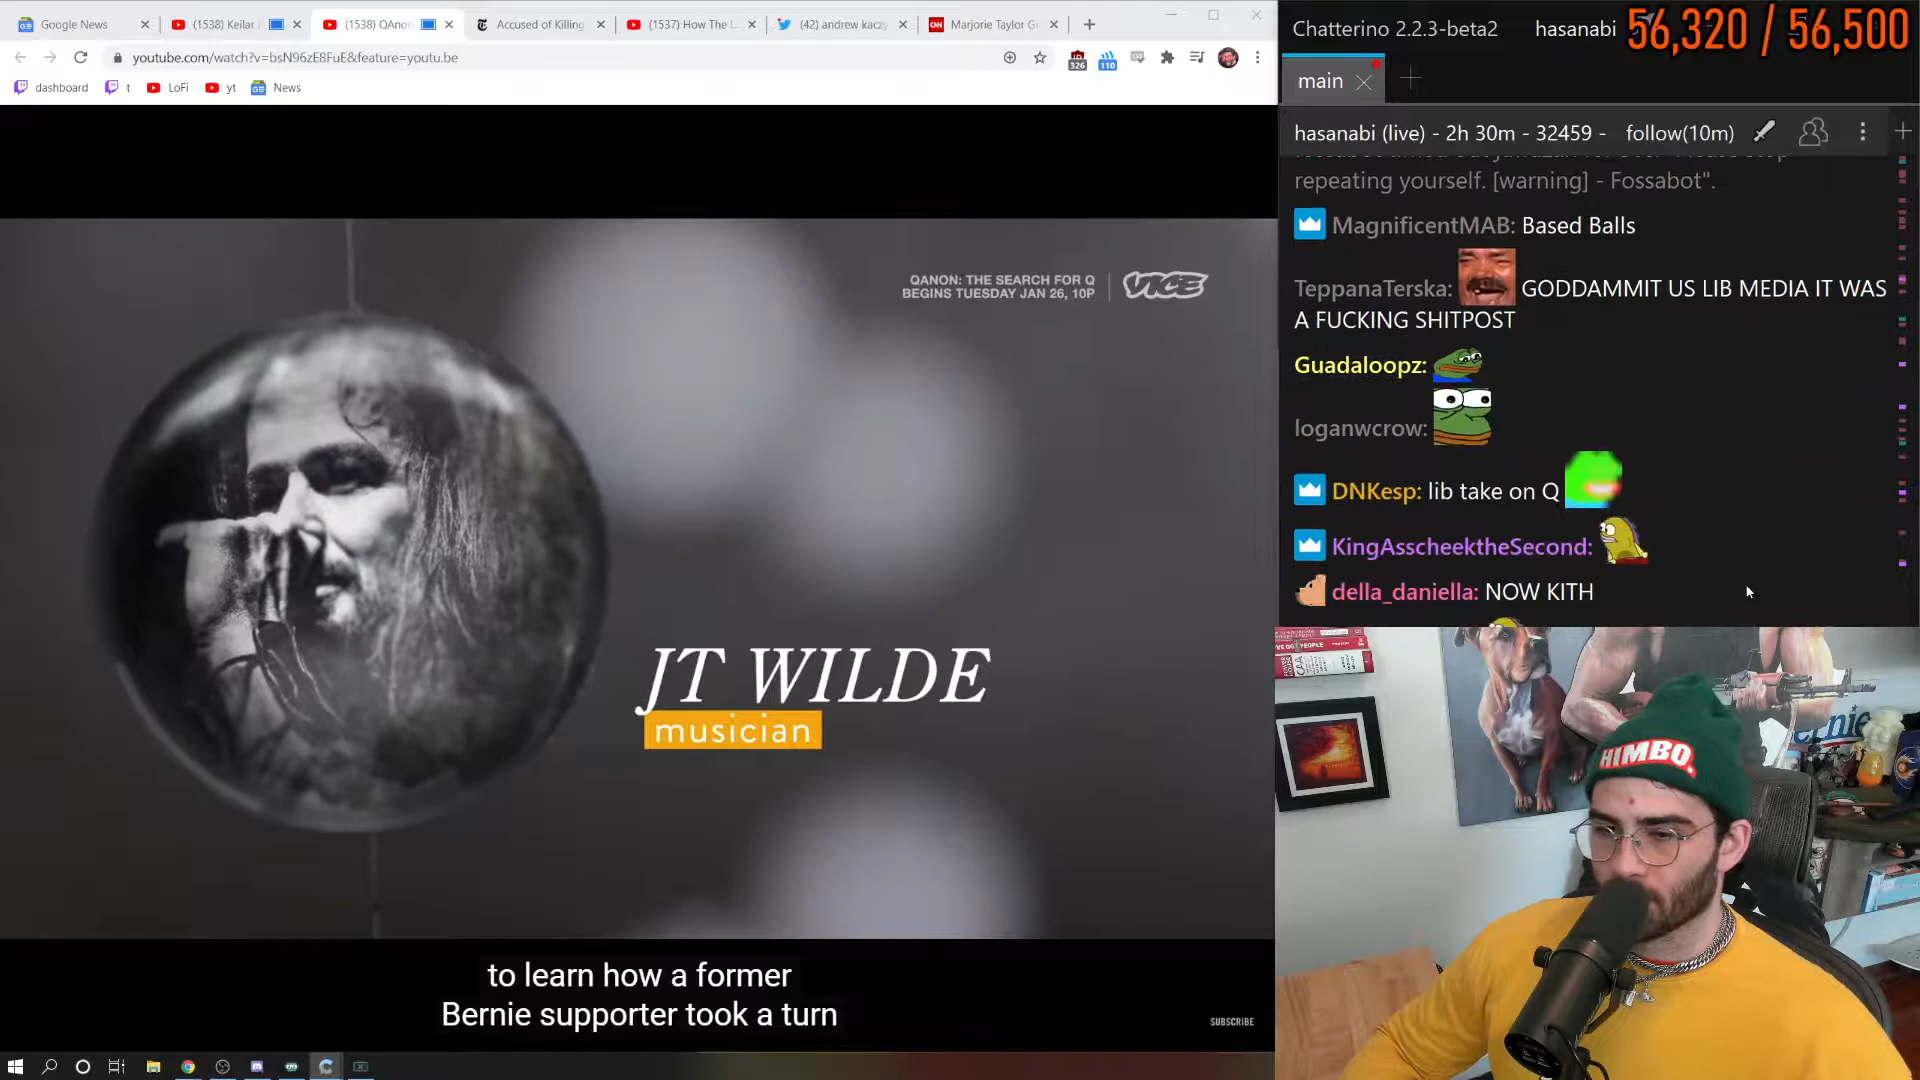 Google News
(1538) Keilar
(1538) QAnon
Accused of Killing
(1537) How The L
(42) andrew kacz
CNN
Marjorie Taylor Gr
youtube.com/watch?v=bsN96zE8FuE&feature=youtu.be
326
110
dashboard
t
LoFi
yt
News
QANON: THE SEARCH FOR Q
BEGINS TUESDAY JAN 26, 10P
VICE
JT WILDE
musician
to learn how a former
Bernie supporter took a turn
SUBSCRIBE
Chatterino 2.2.3-beta2
hasanabi
56,320 / 56,500
main
hasanabi (live) - 2h 30m - 32459 - follow(10m)
repeating yourself. [warning] - Fossabot".
MagnificentMAB: Based Balls
TeppanaTerska: GODDAMMIT US LIB MEDIA IT WAS
A FUCKING SHITPOST
Guadaloopz:
loganwcrow:
DNKesp: lib take on Q
KingAsscheektheSecond:
della_daniella: NOW KITH
HIMBO.